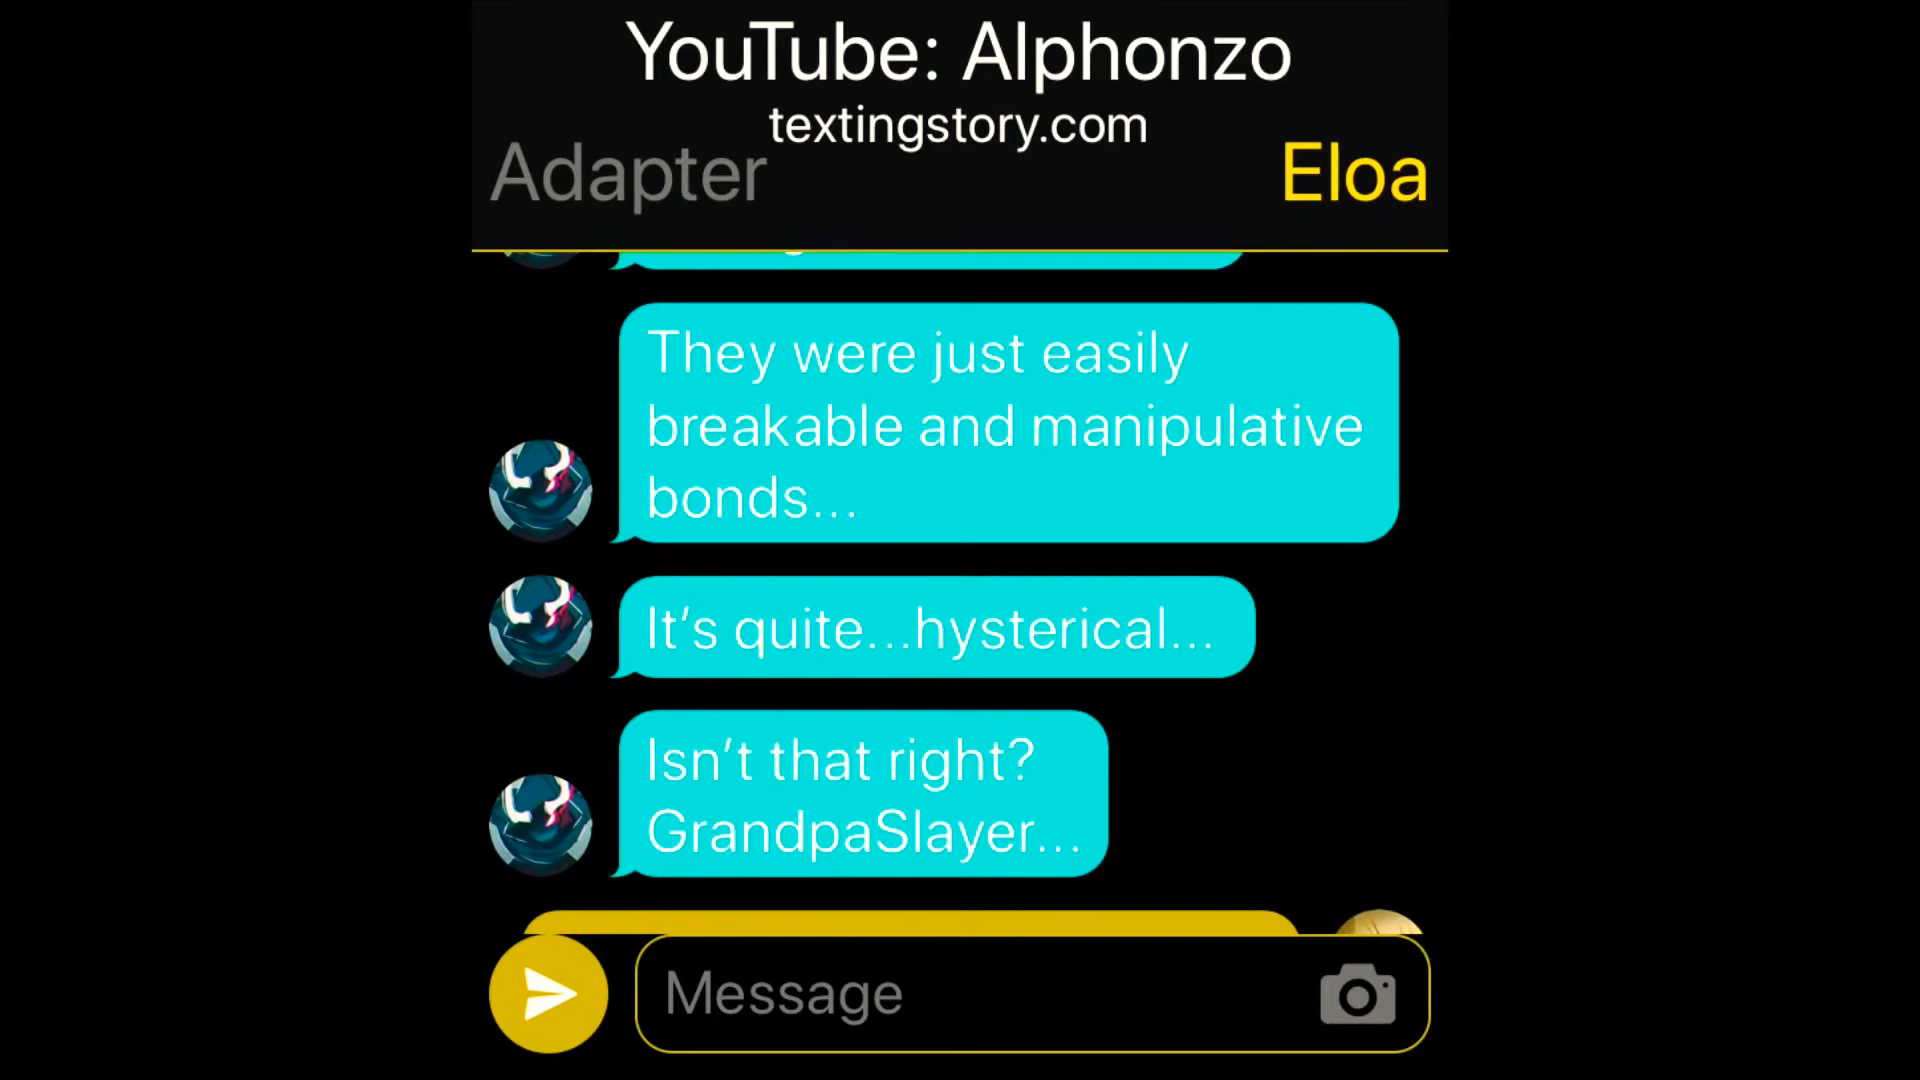 YouTube: Alphonzo
textingstory.com
Adapter
Eloa
They were just easily
breakable and manipulative
bonds...
It's quite...hysterical...
Isn't that right?
GrandpaSlayer...
Message